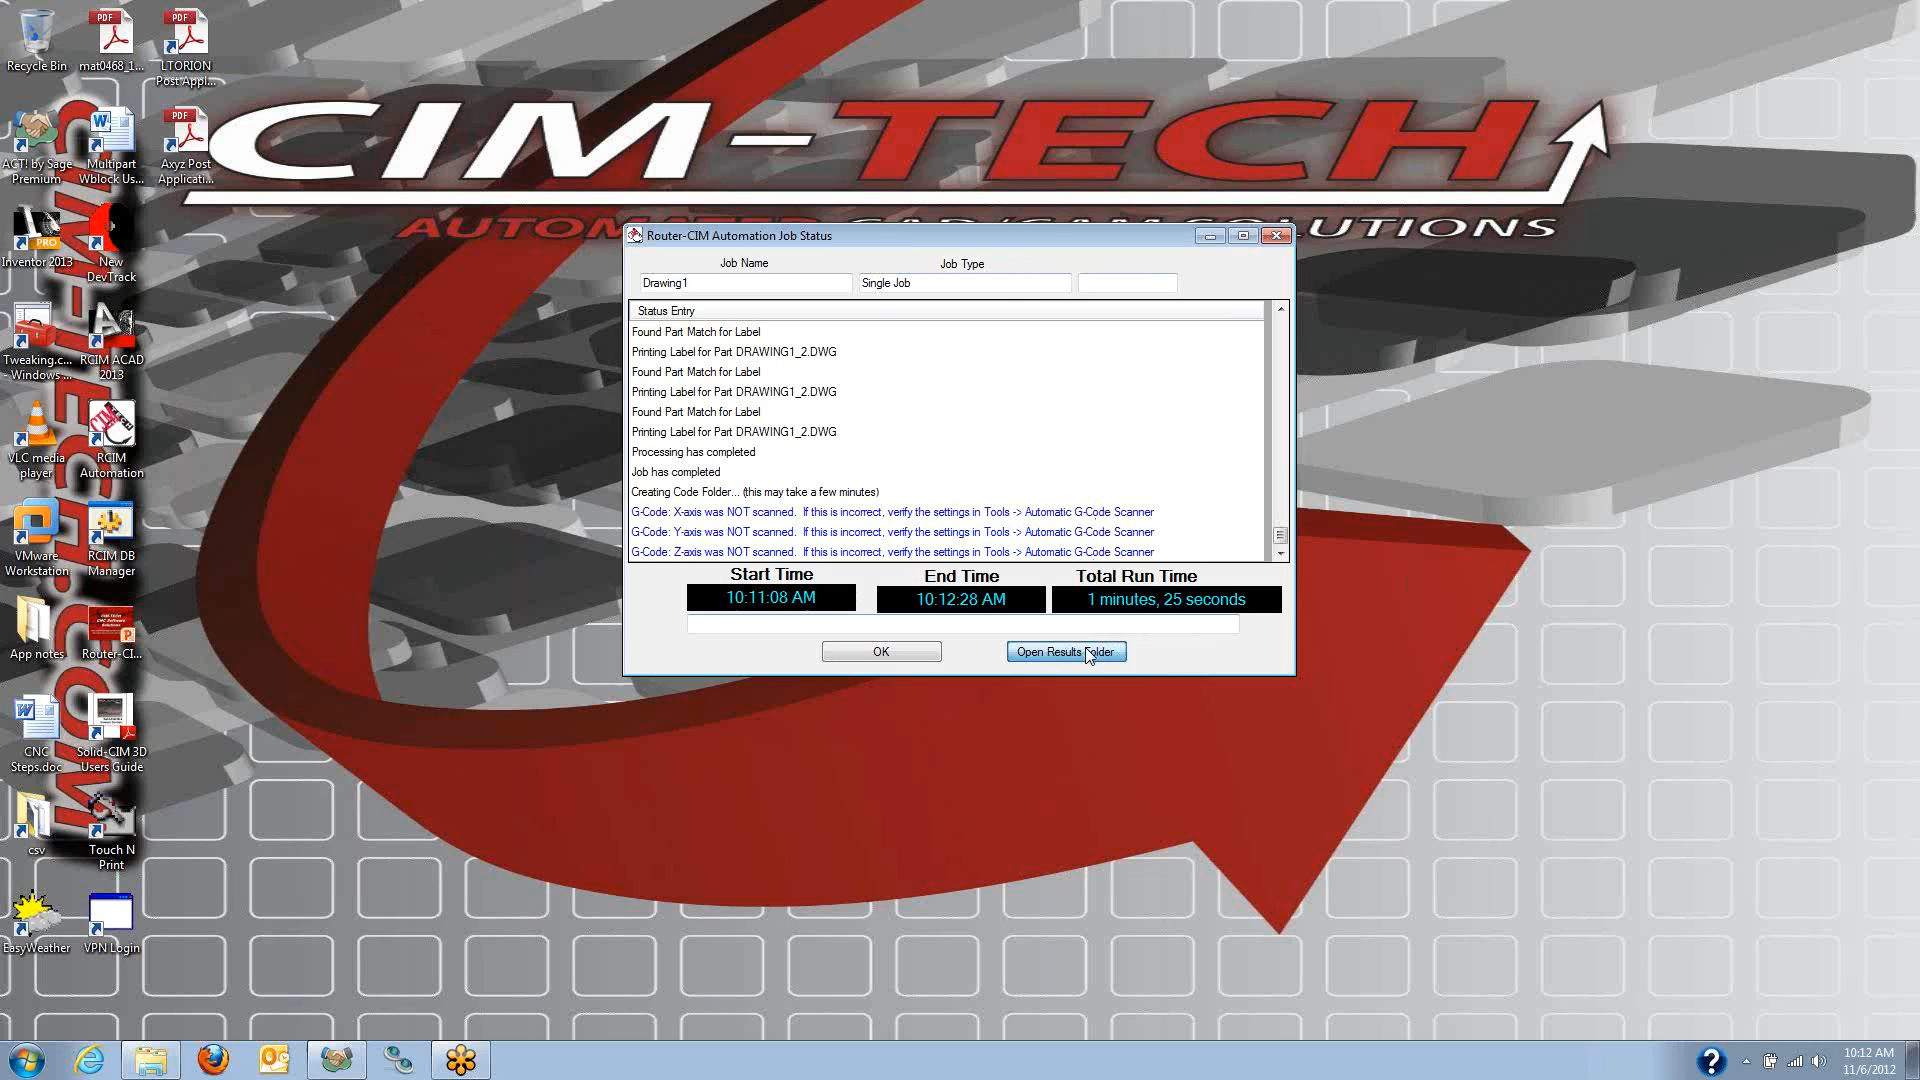 CIM-TECH
AUTOMATED CAD/CAM SOLUTIONS
CIM-TECH.COM
Recycle Bin
mat0468_1...
LTORION
Post Appl...
ACT! by Sage
Premium
Multipart
Wblock Us...
Axyz Post
Applicati...
Inventor 2013
New
DevTrack
Tweaking.c...
- Windows ...
RCIM ACAD
2013
VLC media
player
RCIM
Automation
VMware
Workstation
RCIM DB
Manager
App notes
Router-CI...
CNC
Steps.doc
Solid-CIM 3D
Users Guide
csv
Touch N
Print
EasyWeather
VPN Login
Router-CIM Automation Job Status
Job Name
Job Type
Drawing1
Single Job
Status Entry
Found Part Match for Label
Printing Label for Part DRAWING1_2.DWG
Found Part Match for Label
Printing Label for Part DRAWING1_2.DWG
Found Part Match for Label
Printing Label for Part DRAWING1_2.DWG
Processing has completed
Job has completed
Creating Code Folder... (this may take a few minutes)
G-Code: X-axis was NOT scanned. If this is incorrect, verify the settings in Tools -> Automatic G-Code Scanner
G-Code: Y-axis was NOT scanned. If this is incorrect, verify the settings in Tools -> Automatic G-Code Scanner
G-Code: Z-axis was NOT scanned. If this is incorrect, verify the settings in Tools -> Automatic G-Code Scanner
Start Time
End Time
Total Run Time
10:11:08 AM
10:12:28 AM
1 minutes, 25 seconds
OK
Open Results Folder
10:12 AM
11/6/2012